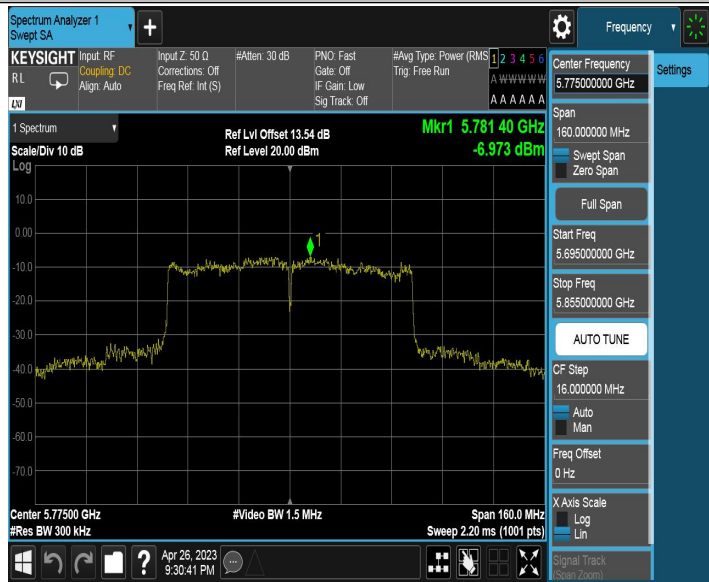 Spectrum Analyzer 1
Swept SA
Frequency
KEYSIGHT
RL
LXI
Input: RF
Coupling: DC
Align: Auto
Input Z: 50 Ω
Corrections: Off
Freq Ref: Int (S)
#Atten: 30 dB
PNO: Fast
Gate: Off
IF Gain: Low
Sig Track: Off
#Avg Type: Power (RMS
Trig: Free Run
1 2 3 4 5 6
A W W W W W
A A A A A A
1 Spectrum
Scale/Div 10 dB
Log
Ref Lvl Offset 13.54 dB
Ref Level 20.00 dBm
Mkr1 5.781 40 GHz
-6.973 dBm
10.0
0.00
-10.0
-20.0
-30.0
-40.0
-50.0
-60.0
-70.0
1
Center 5.77500 GHz
#Res BW 300 kHz
#Video BW 1.5 MHz
Span 160.0 MHz
Sweep 2.20 ms (1001 pts)
Center Frequency
5.775000000 GHz
Span
160.000000 MHz
Swept Span
Zero Span
Full Span
Start Freq
5.695000000 GHz
Stop Freq
5.855000000 GHz
AUTO TUNE
CF Step
16.000000 MHz
Auto
Man
Freq Offset
0 Hz
X Axis Scale
Log
Lin
Signal Track
(Span Zoom)
Settings
?
Apr 26, 2023
9:30:41 PM